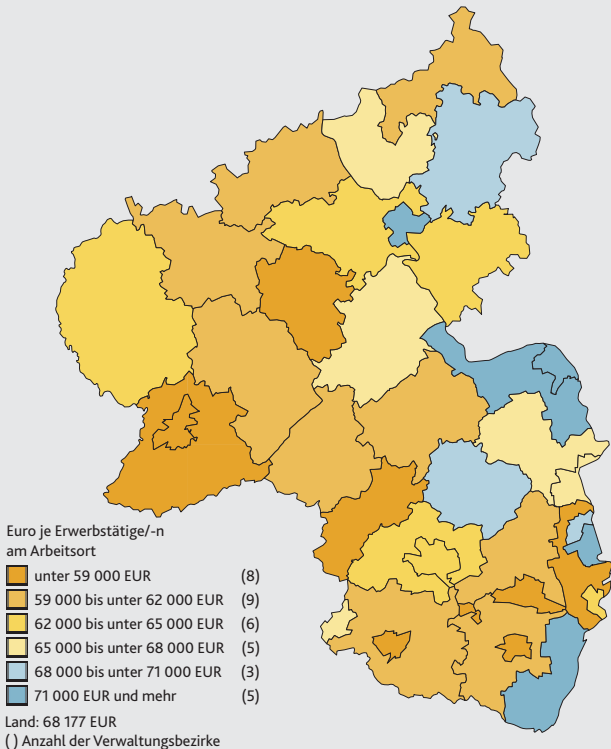 Euro je Erwerbstätige/-n
am Arbeitsort
unter 59 000 EUR (8)
59 000 bis unter 62 000 EUR (9)
62 000 bis unter 65 000 EUR (6)
65 000 bis unter 68 000 EUR (5)
68 000 bis unter 71 000 EUR (3)
71 000 EUR und mehr (5)
Land: 68 177 EUR
( ) Anzahl der Verwaltungsbezirke